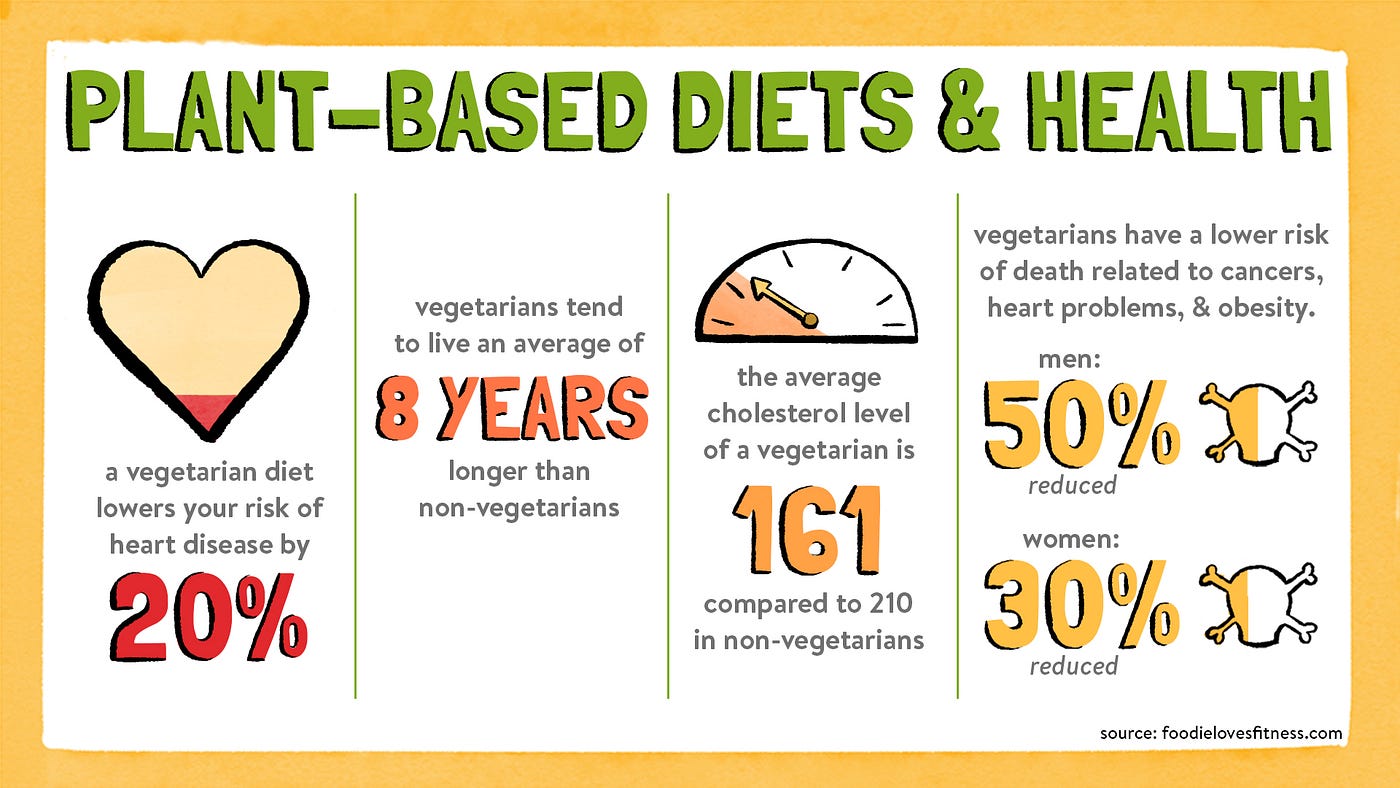 PLANT-BASED DIETS & HEALTH
a vegetarian diet
lowers your risk of
heart disease by
20%
vegetarians tend
to live an average of
8 YEARS
longer than
non-vegetarians
the average
cholesterol level
of a vegetarian is
161
compared to 210
in non-vegetarians
vegetarians have a lower risk
of death related to cancers,
heart problems, & obesity.
men:
50%
reduced
women:
30%
reduced
source: foodielovesfitness.com